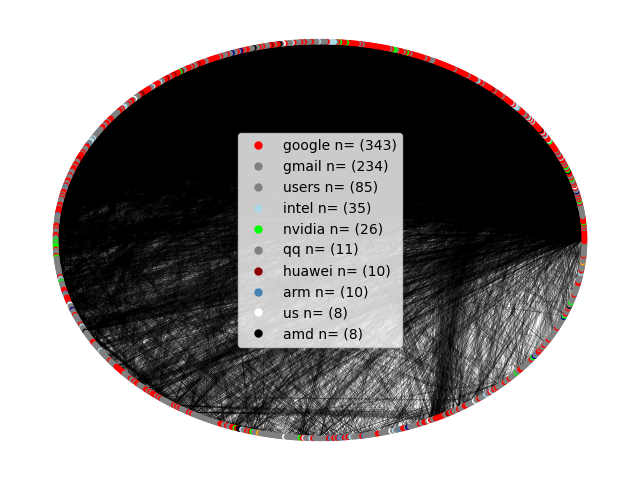 google n= (343)
gmail n= (234)
users n= (85)
intel n= (35)
nvidia n= (26)
qq n= (11)
huawei n= (10)
arm n= (10)
us n= (8)
amd n= (8)